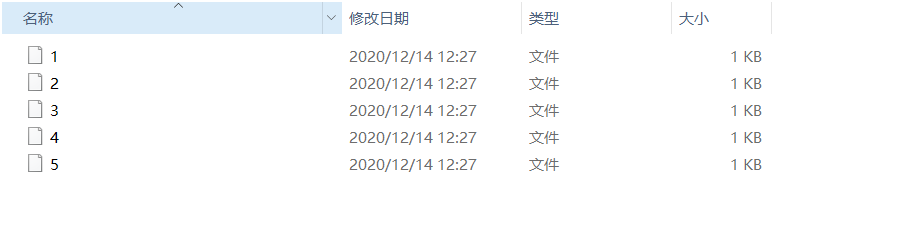 名称 修改日期 类型 大小
1 2020/12/14 12:27 文件 1 KB
2 2020/12/14 12:27 文件 1 KB
3 2020/12/14 12:27 文件 1 KB
4 2020/12/14 12:27 文件 1 KB
5 2020/12/14 12:27 文件 1 KB